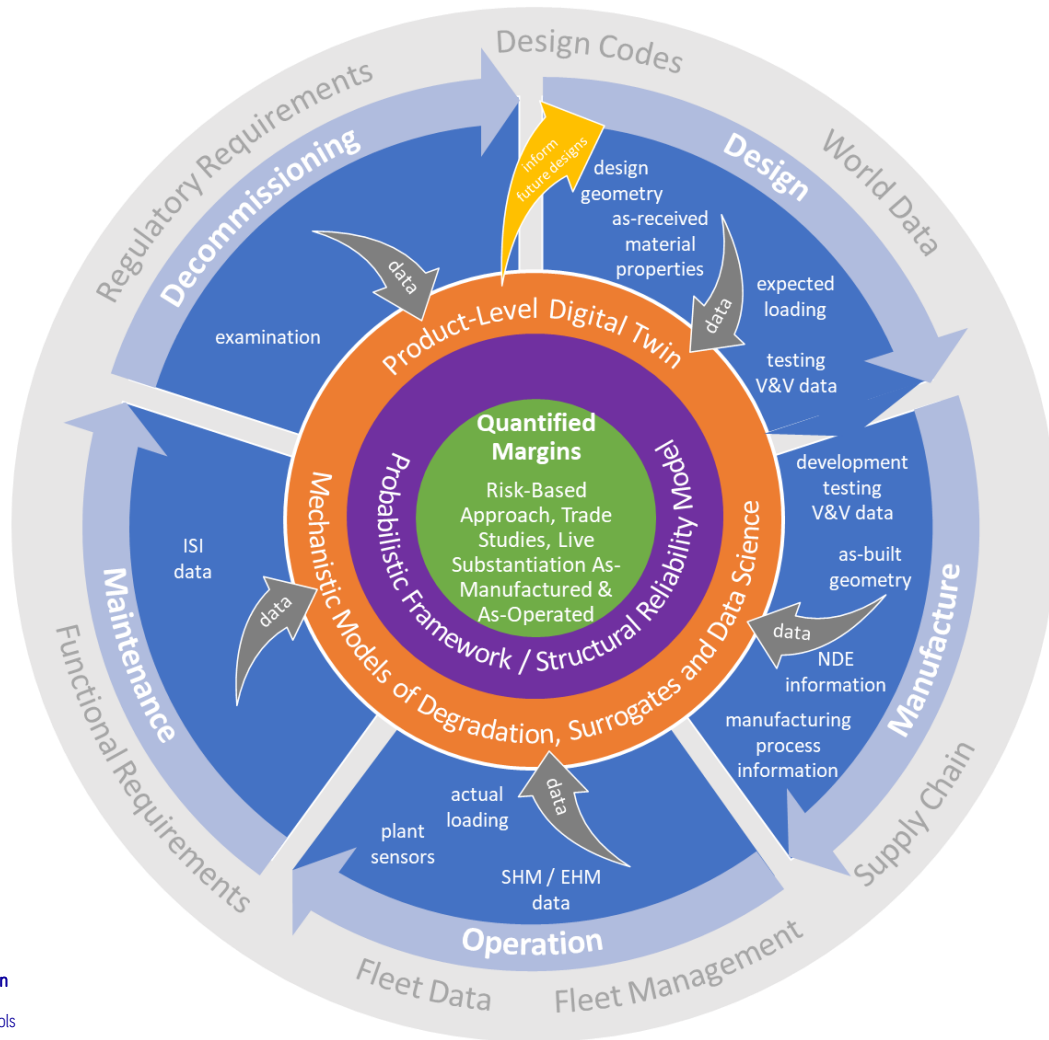 Design Codes
World Data
Supply Chain
Fleet Management
Fleet Data
Functional Requirements
Regulatory Requirements
Design
design
geometry
as-received
material
properties
data
expected
loading
testing
V&V data
Manufacture
development
testing
V&V data
as-built
geometry
data
NDE
information
manufacturing
process
information
Operation
actual
loading
data
plant
sensors
SHM / EHM
data
Maintenance
ISI
data
data
Decommissioning
data
examination
inform
future designs
Product-Level Digital Twin
Mechanistic Models of Degradation, Surrogates and Data Science
Probabilistic Framework / Structural Reliability Model
Quantified
Margins
Risk-Based
Approach, Trade
Studies, Live
Substantiation As-
Manufactured &
As-Operated